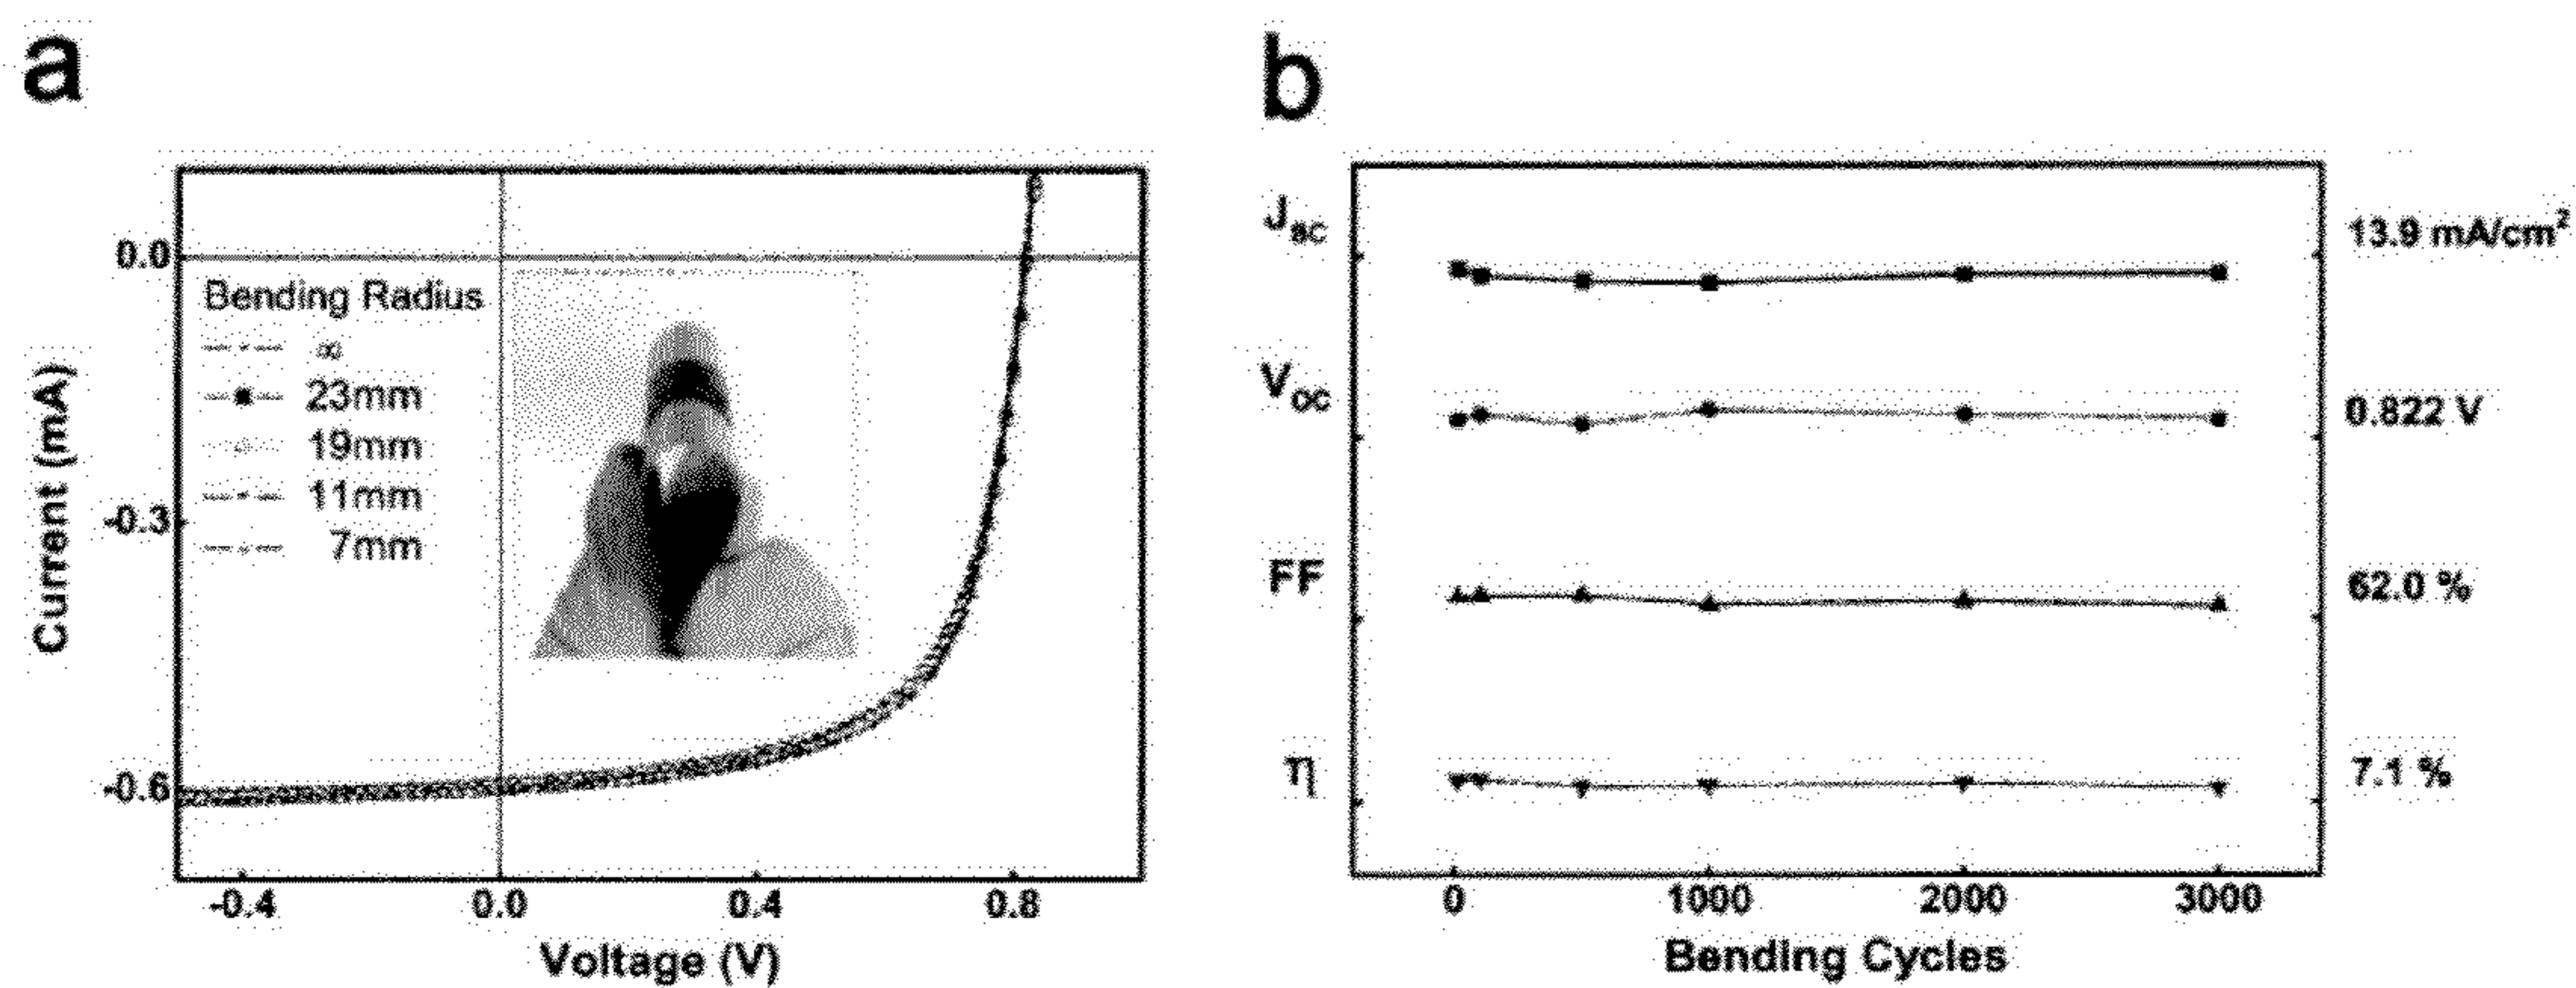 a
0.0
-0.3
-0.6
Current (mA)
Bending Radius
∞
23mm
19mm
11mm
7mm
-0.4 0.0 0.4 0.8
Voltage (V)
b
Jsc
Voc
FF
η
13.9 mA/cm²
0.822 V
62.0 %
7.1 %
0 1000 2000 3000
Bending Cycles